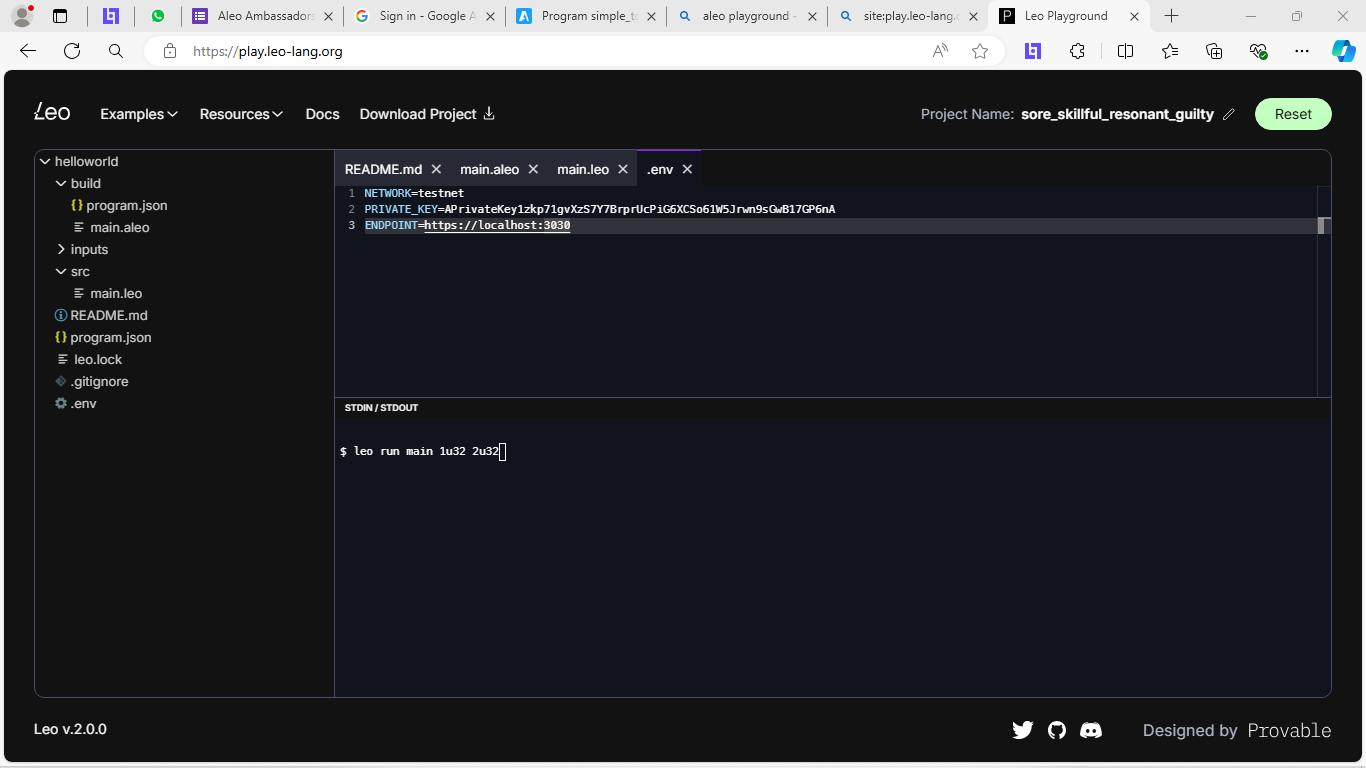 Aleo Ambassadors
Sign in - Google A
Program simple_to
aleo playground -
site:play.leo-lang.
Leo Playground
https://play.leo-lang.org
Leo
Examples
Resources
Docs
Download Project
Project Name: sore_skillful_resonant_guilty
Reset
helloworld
build
{} program.json
main.aleo
inputs
src
main.leo
README.md
{} program.json
leo.lock
.gitignore
.env
README.md
main.aleo
main.leo
.env
1 NETWORK=testnet
2 PRIVATE_KEY=APrivateKey1zkp71gvXzS7Y7BrprUcPiG6XCSo61W5Jrwn9sGwB17GP6nA
3 ENDPOINT=https://localhost:3030
STDIN / STDOUT
$ leo run main 1u32 2u32
Leo v.2.0.0
Designed by Provable